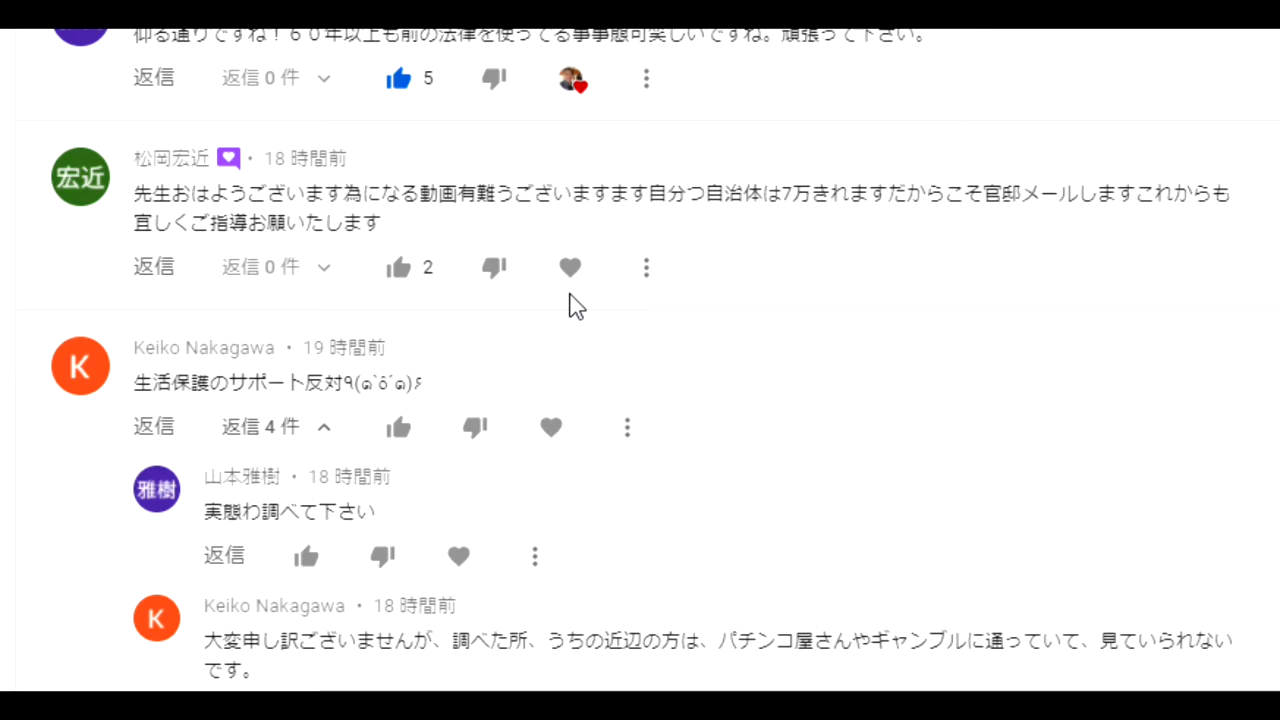 仰る通りですね！６０年以上も前の法律を使ってる事事態可笑しいですね。頑張って下さい。
返信 返信 0 件 5
宏近
松岡宏近 ・ 18 時間前
先生おはようございます為になる動画有難うございますます自分つ自治体は7万きれますだからこそ官邸メールしますこれからも
宜しくご指導お願いたします
返信 返信 0 件 2
K
Keiko Nakagawa ・ 19 時間前
生活保護のサポート反対٩(๑`ȏ´๑)۶
返信 返信 4 件
雅樹
山本雅樹 ・ 18 時間前
実態わ調べて下さい
返信
K
Keiko Nakagawa ・ 18 時間前
大変申し訳ございませんが、調べた所、うちの近辺の方は、パチンコ屋さんやギャンブルに通っていて、見ていられない
です。